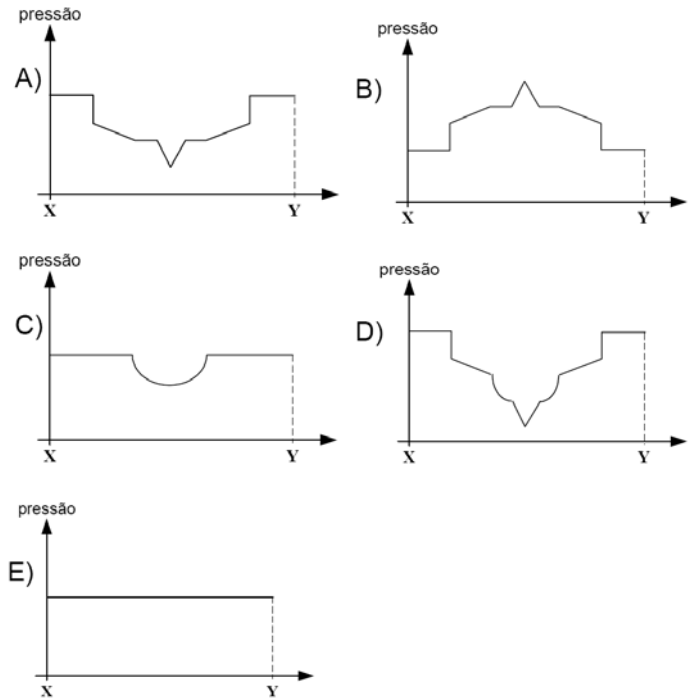 pressão
A)
X
Y
pressão
B)
X
Y
pressão
C)
X
Y
pressão
D)
X
Y
pressão
E)
X
Y